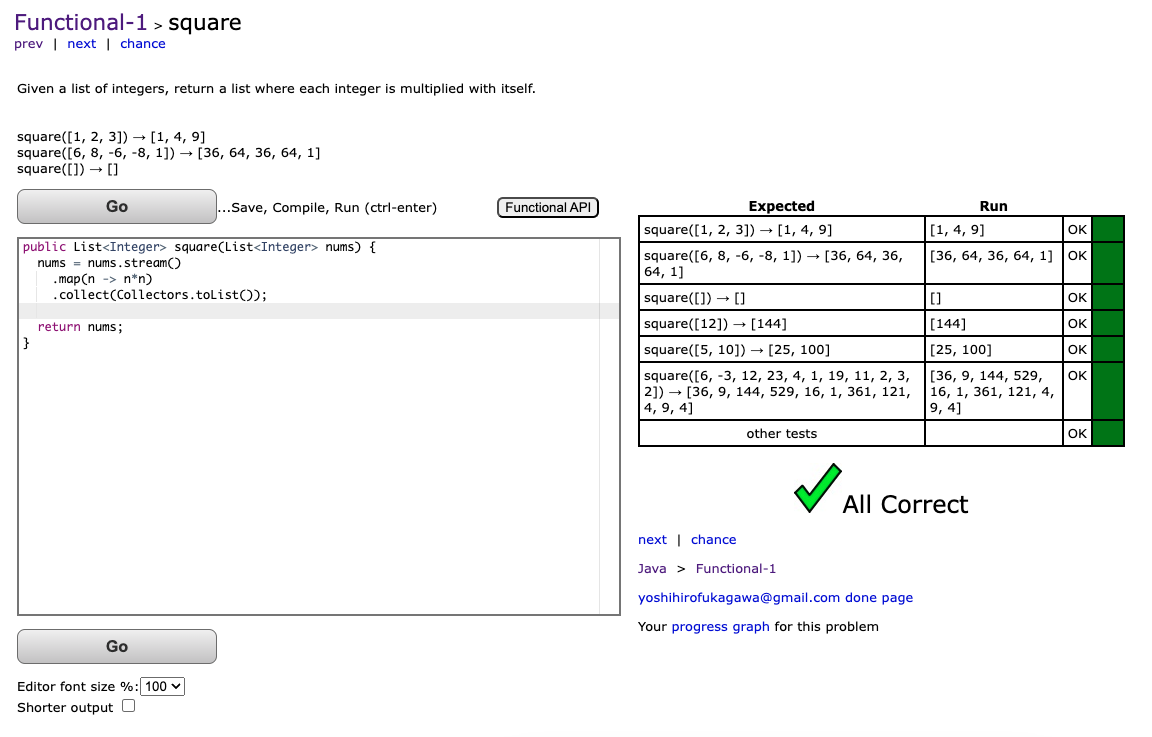 Functional-1 > square
prev | next | chance
Given a list of integers, return a list where each integer is multiplied with itself.
square([1, 2, 3]) → [1, 4, 9]
square([6, 8, -6, -8, 1]) → [36, 64, 36, 64, 1]
square([]) → []
Go
...Save, Compile, Run (ctrl-enter)
Functional API
public List<Integer> square(List<Integer> nums) {
  nums = nums.stream()
    .map(n -> n*n)
    .collect(Collectors.toList());
  return nums;
}
Go
Editor font size %: 100
Shorter output
Expected Run
square([1, 2, 3]) → [1, 4, 9] [1, 4, 9] OK
square([6, 8, -6, -8, 1]) → [36, 64, 36, [36, 64, 36, 64, 1] OK
64, 1]
square([]) → [] [] OK
square([12]) → [144] [144] OK
square([5, 10]) → [25, 100] [25, 100] OK
square([6, -3, 12, 23, 4, 1, 19, 11, 2, 3, [36, 9, 144, 529, OK
2]) → [36, 9, 144, 529, 16, 1, 361, 121, 16, 1, 361, 121, 4,
4, 9, 4] 9, 4]
other tests OK
All Correct
next | chance
Java > Functional-1
yoshihirofukagawa@gmail.com done page
Your progress graph for this problem